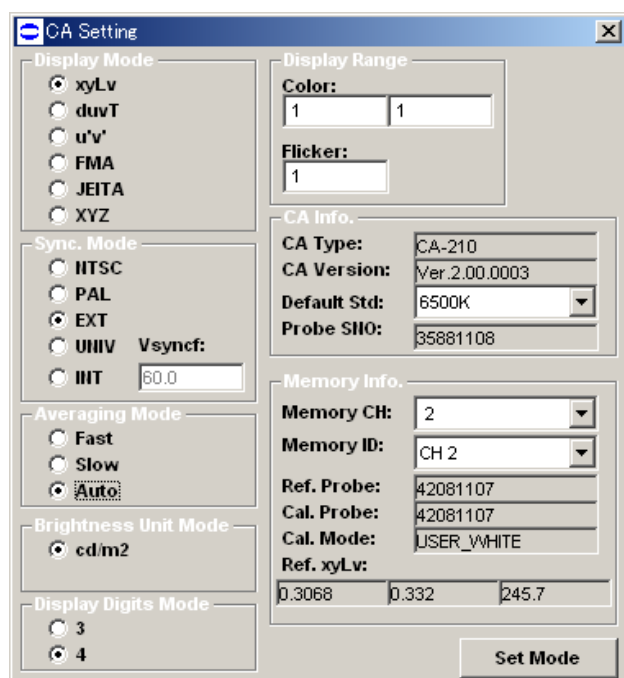 CA Setting
Display Mode
xyLv
duvT
u'v'
FMA
JEITA
XYZ
Sync. Mode
NTSC
PAL
EXT
UNIV Vsyncf:
INT 60.0
Averaging Mode
Fast
Slow
Auto
Brightness Unit Mode
cd/m2
Display Digits Mode
3
4
Display Range
Color:
1 1
Flicker:
1
CA Info.
CA Type: CA-210
CA Version: Ver.2.00.0003
Default Std: 6500K
Probe SNO: 35881108
Memory Info.
Memory CH: 2
Memory ID: CH 2
Ref. Probe: 42081107
Cal. Probe: 42081107
Cal. Mode: USER_WHITE
Ref. xyLv:
0.3068 0.332 245.7
Set Mode